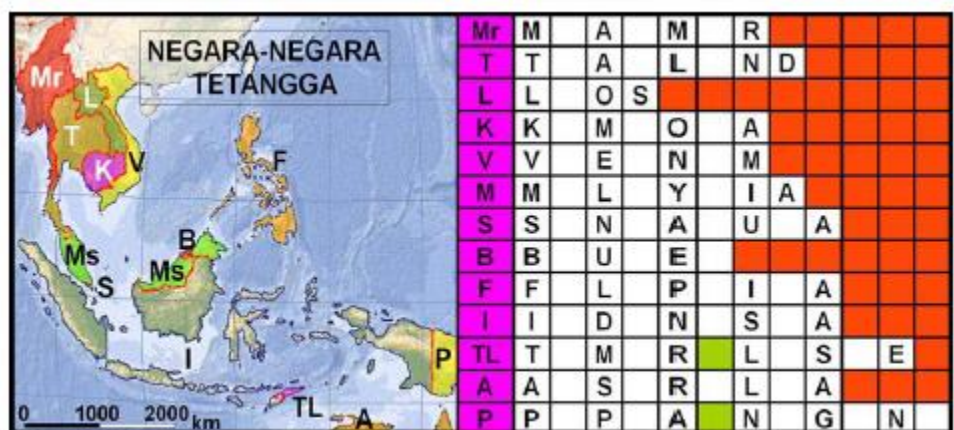 NEGARA-NEGARA
TETANGGA
Mr
L
T
K
V
F
B
Ms
Ms
S
I
P
TL
A
0 1000 2000 km
Mr M A M R
T T A L N D
L L O S
K K M O A
V V E N M
M M L Y I A
S S N A U A
B B U E
F F L P I A
I I D N S A
TL T M R L S E
A A S R L A
P P P A N G N